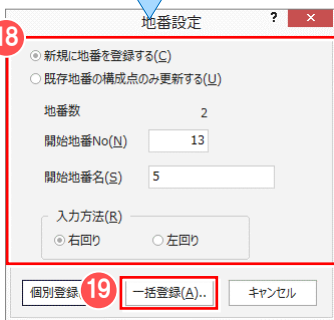 地番設定 ? ×
18
新規に地番を登録する(C)
既存地番の構成点のみ更新する(U)
地番数 2
開始地番No(N) 13
開始地番名(S) 5
入力方法(R)
右回り 左回り
個別登録 19 一括登録(A).. キャンセル